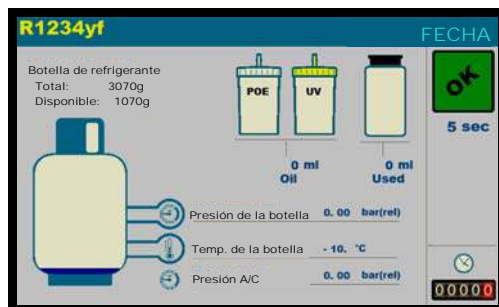 R1234yf
FECHA
Botella de refrigerante
Total: 3070g
Disponible: 1070g
POE
UV
OK
5 sec
0 ml
Oil
0 ml
Used
Presión de la botella 0. 00 bar(rel)
Temp. de la botella - 10. °C
Presión A/C 0. 00 bar(rel)
00000